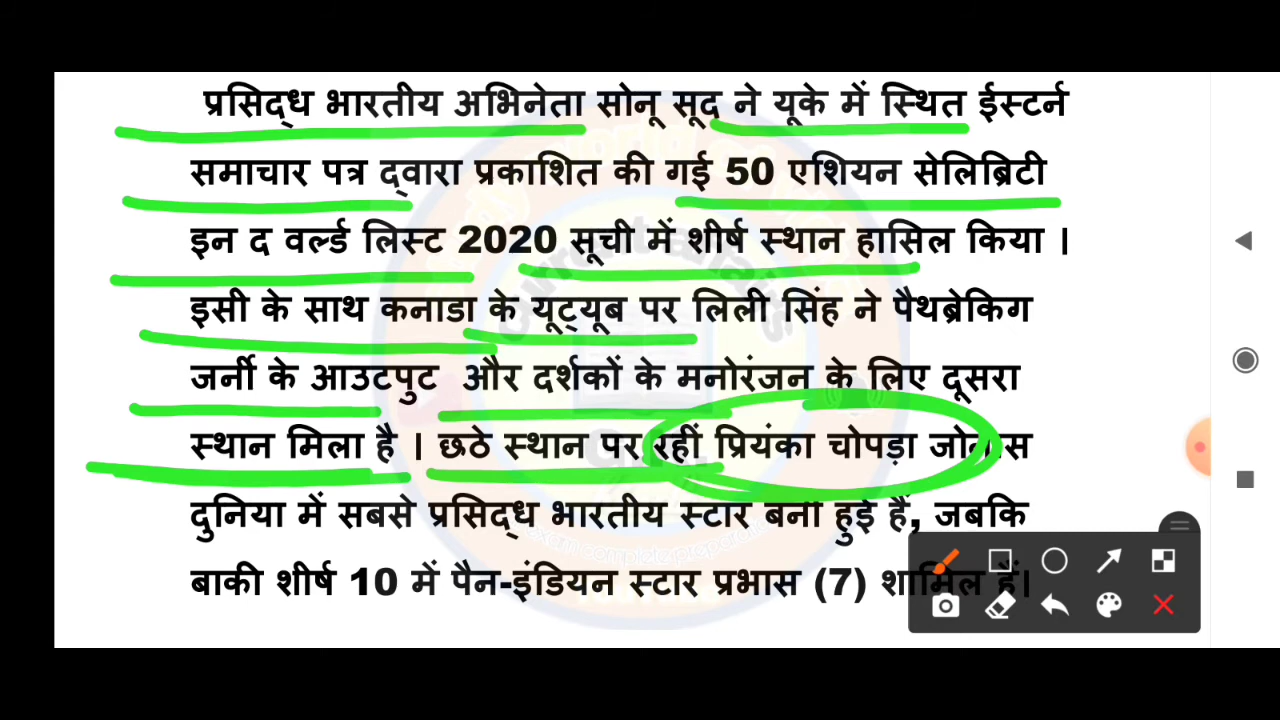 प्रसिद्ध भारतीय अभिनेता सोनू सूद ने यूके में स्थित ईस्टर्न
समाचार पत्र द्वारा प्रकाशित की गई 50 एशियन सेलिब्रिटी
इन द वर्ल्ड लिस्ट 2020 सूची में शीर्ष स्थान हासिल किया ।
इसी के साथ कनाडा के यूट्यूब पर लिली सिंह ने पैथब्रेकिग
जर्नी के आउटपुट और दर्शकों के मनोरंजन के लिए दूसरा
स्थान मिला है । छठे स्थान पर रहीं प्रियंका चोपड़ा जोनास
दुनिया में सबसे प्रसिद्ध भारतीय स्टार बनी हुई हैं, जबकि
बाकी शीर्ष 10 में पैन-इंडियन स्टार प्रभास (7) शामिल हैं।